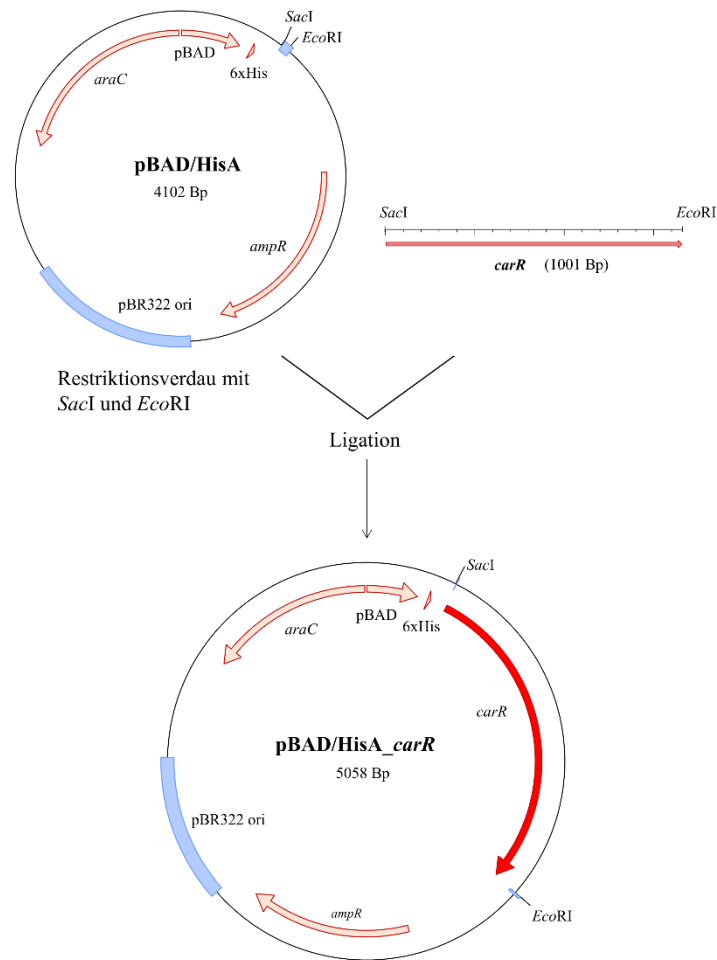 SacI
EcoRI
pBAD
6xHis
araC
pBAD/HisA
4102 Bp
ampR
pBR322 ori
SacI
EcoRI
carR (1001 Bp)
Restriktionsverdau mit
SacI und EcoRI
Ligation
SacI
pBAD
6xHis
araC
carR
pBAD/HisA_carR
5058 Bp
pBR322 ori
ampR
EcoRI